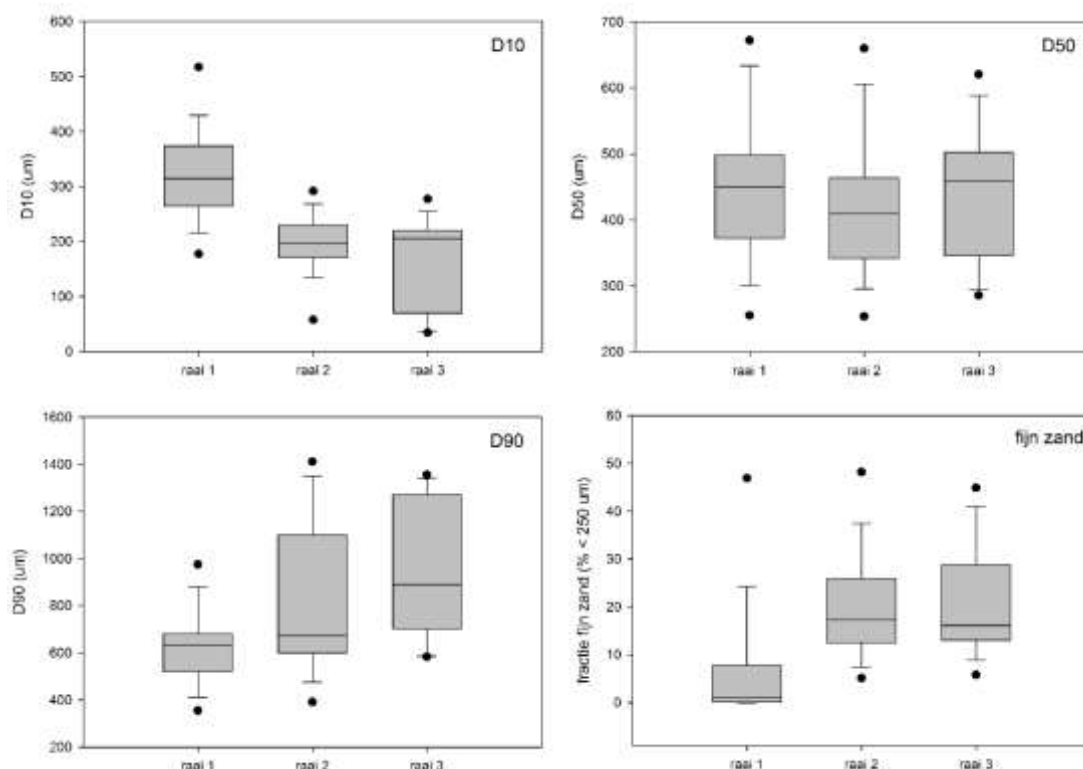 D10
D10 (um)
600
500
400
300
200
100
0
raai 1
raai 2
raai 3
D50
D50 (um)
700
600
500
400
300
200
raai 1
raai 2
raai 3
D90
D90 (um)
1600
1400
1200
1000
800
600
400
200
raai 1
raai 2
raai 3
fijn zand
fractie fijn zand (% < 250 um)
60
50
40
30
20
10
0
raai 1
raai 2
raai 3